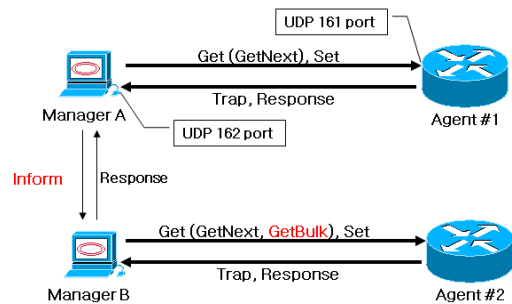 UDP 161 port
Get (GetNext), Set
Trap, Response
Manager A
UDP 162 port
Agent #1
Inform
Response
Get (GetNext, GetBulk), Set
Trap, Response
Manager B
Agent #2